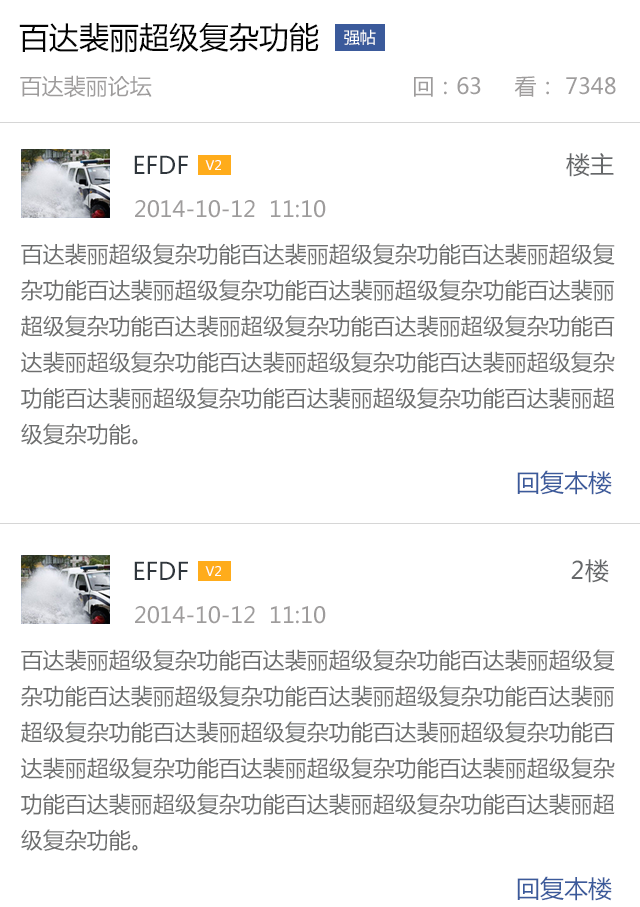 百达裴丽超级复杂功能 强帖
百达裴丽论坛 回：63 看： 7348
EFDF V2 楼主
2014-10-12 11:10
百达裴丽超级复杂功能百达裴丽超级复杂功能百达裴丽超级复
杂功能百达裴丽超级复杂功能百达裴丽超级复杂功能百达裴丽
超级复杂功能百达裴丽超级复杂功能百达裴丽超级复杂功能百
达裴丽超级复杂功能百达裴丽超级复杂功能百达裴丽超级复杂
功能百达裴丽超级复杂功能百达裴丽超级复杂功能百达裴丽超
级复杂功能。
回复本楼
EFDF V2 2楼
2014-10-12 11:10
百达裴丽超级复杂功能百达裴丽超级复杂功能百达裴丽超级复
杂功能百达裴丽超级复杂功能百达裴丽超级复杂功能百达裴丽
超级复杂功能百达裴丽超级复杂功能百达裴丽超级复杂功能百
达裴丽超级复杂功能百达裴丽超级复杂功能百达裴丽超级复杂
功能百达裴丽超级复杂功能百达裴丽超级复杂功能百达裴丽超
级复杂功能。
回复本楼